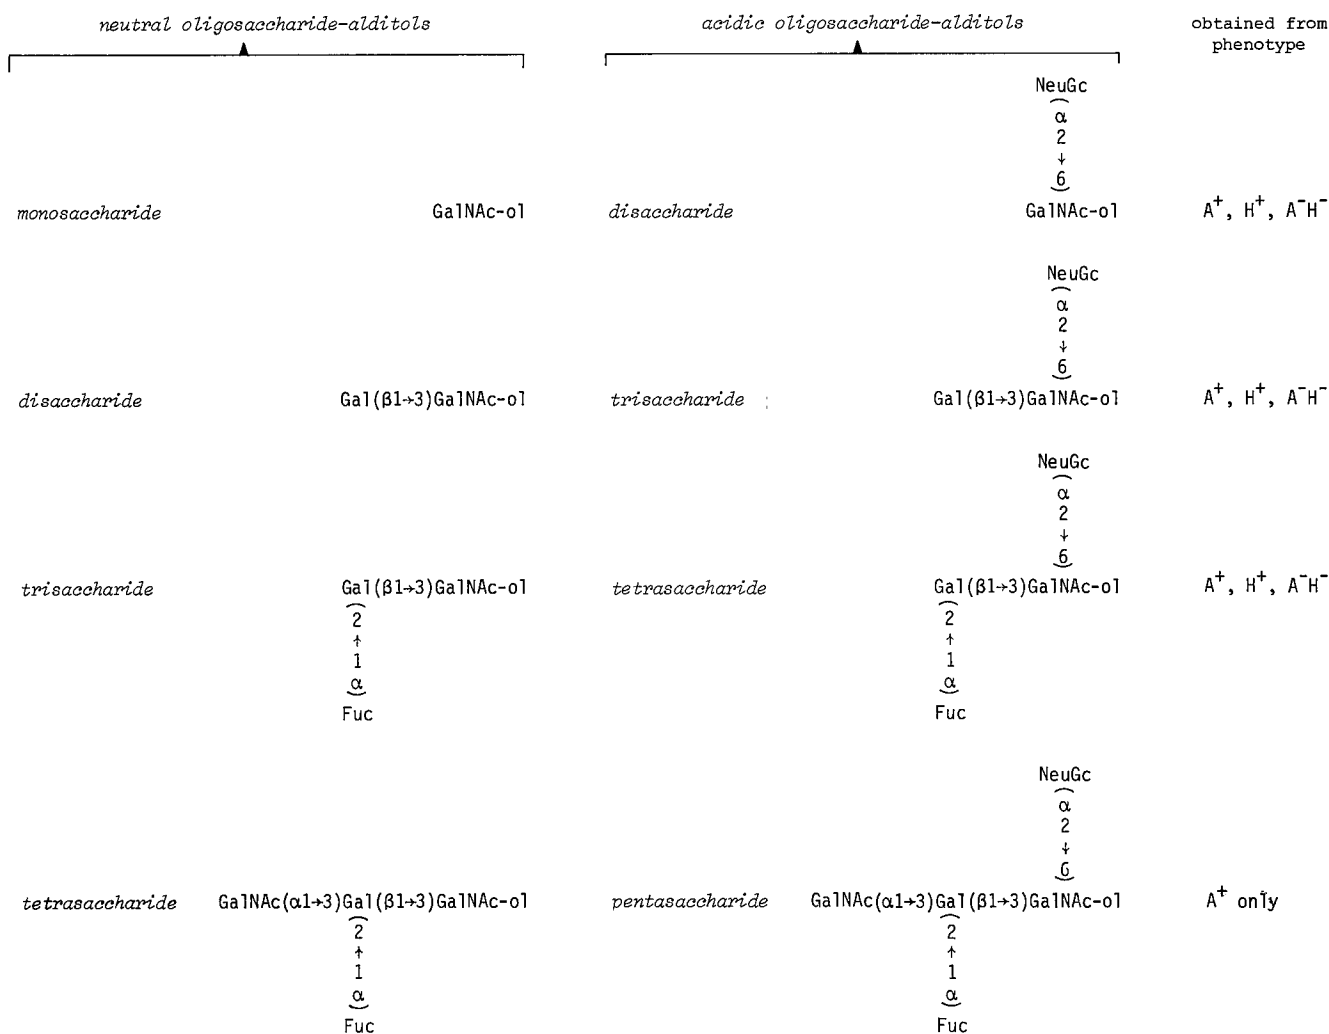 neutral oligosaccharide-alditols acidic oligosaccharide-alditols obtained from
phenotype
NeuGc
(α
2
↓
6)
monosaccharide GalNAc-ol disaccharide GalNAc-ol A⁺, H⁺, A⁻H⁻
NeuGc
(α
2
↓
6)
disaccharide Gal(β1→3)GalNAc-ol trisaccharide Gal(β1→3)GalNAc-ol A⁺, H⁺, A⁻H⁻
NeuGc
(α
2
↓
6)
trisaccharide Gal(β1→3)GalNAc-ol tetrasaccharide Gal(β1→3)GalNAc-ol A⁺, H⁺, A⁻H⁻
2) 2)
↑ ↑
1 1
(α (α
Fuc Fuc
NeuGc
(α
2
↓
6)
tetrasaccharide GalNAc(α1→3)Gal(β1→3)GalNAc-ol pentasaccharide GalNAc(α1→3)Gal(β1→3)GalNAc-ol A⁺ only
2) 2)
↑ ↑
1 1
(α (α
Fuc Fuc